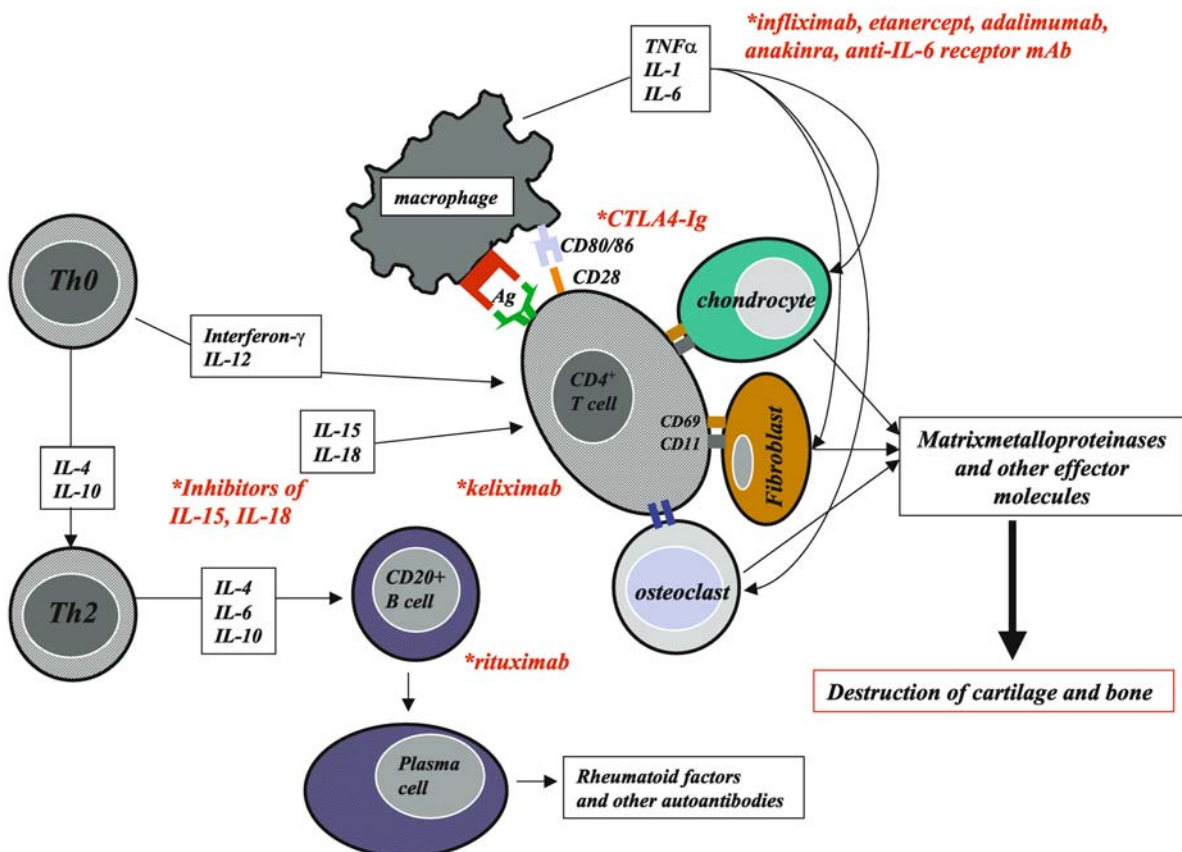 *infliximab, etanercept, adalimumab,
anakinra, anti-IL-6 receptor mAb
TNFα
IL-1
IL-6
macrophage
*CTLA4-Ig
CD80/86
CD28
Ag
Th0
Interferon-γ
IL-12
chondrocyte
CD4⁺
T cell
IL-15
IL-18
CD69
CD11
Fibroblast
Matrixmetalloproteinases
and other effector
molecules
IL-4
IL-10
*Inhibitors of
IL-15, IL-18
*keliximab
Th2
IL-4
IL-6
IL-10
CD20+
B cell
osteoclast
*rituximab
Destruction of cartilage and bone
Plasma
cell
Rheumatoid factors
and other autoantibodies